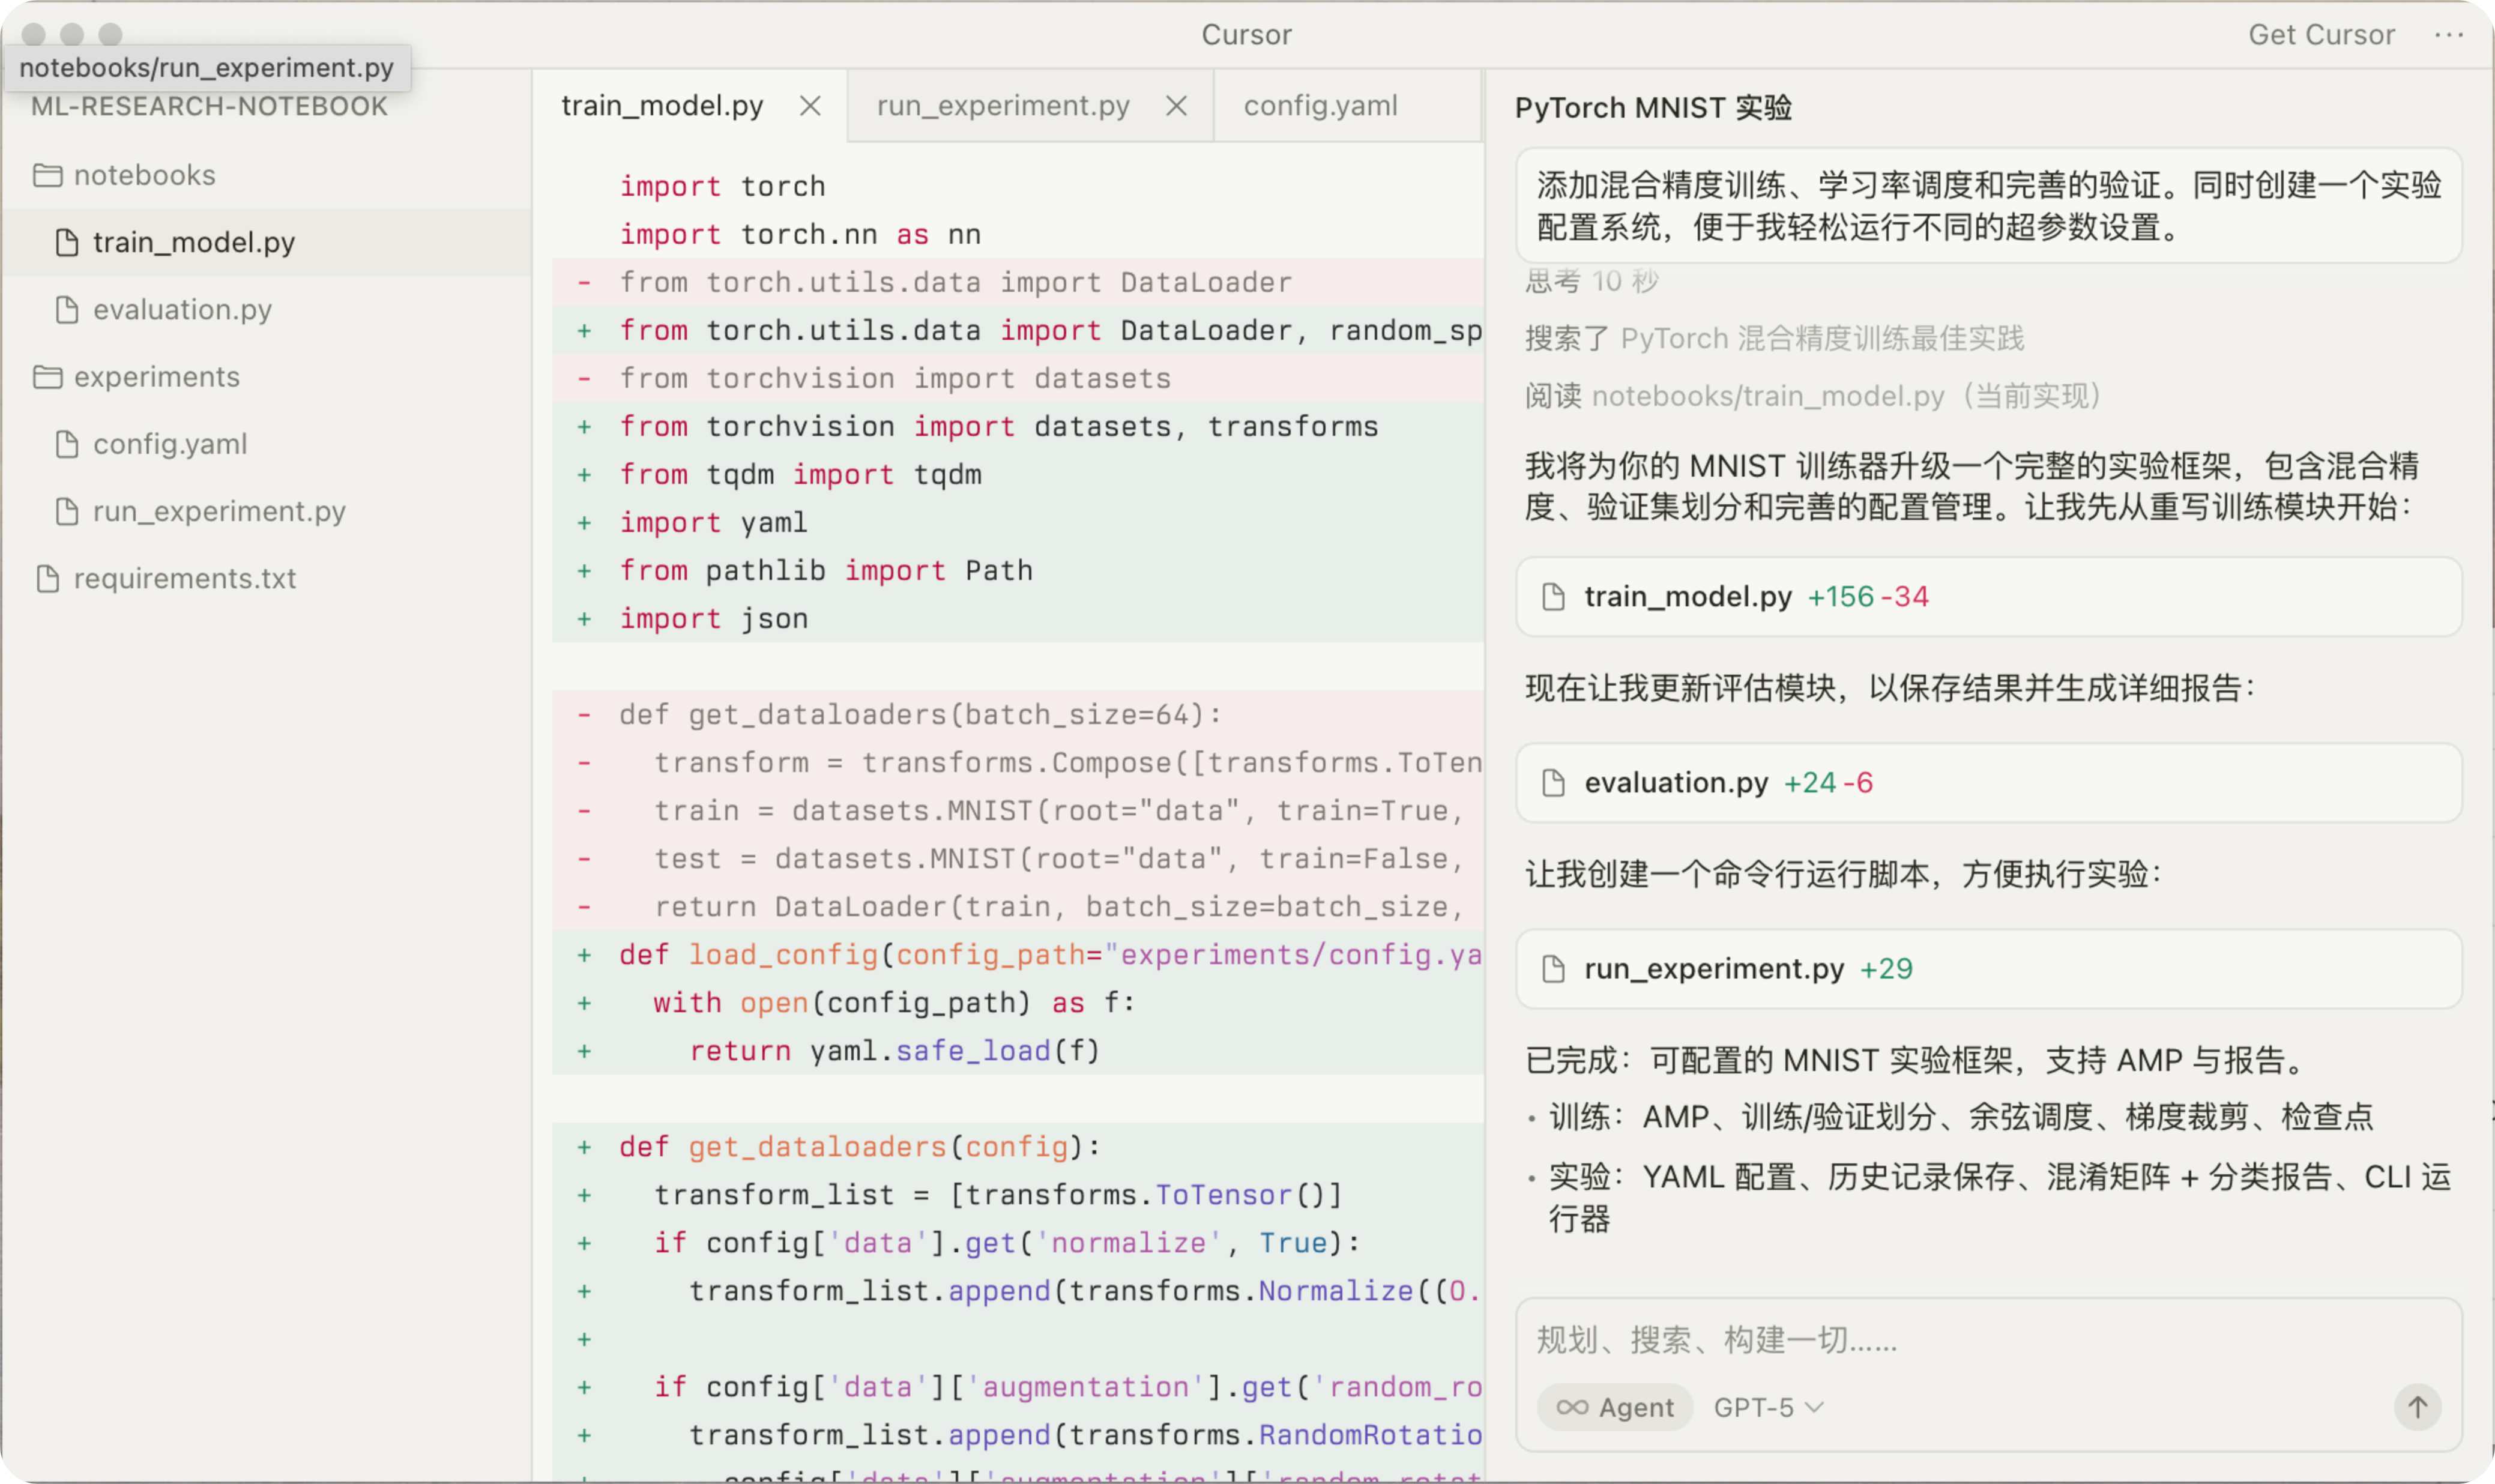 Cursor
Get Cursor
notebooks/run_experiment.py
ML-RESEARCH-NOTEBOOK
notebooks
train_model.py
evaluation.py
experiments
config.yaml
run_experiment.py
requirements.txt
train_model.py
run_experiment.py
config.yaml
import torch
import torch.nn as nn
- from torch.utils.data import DataLoader
+ from torch.utils.data import DataLoader, random_sp
- from torchvision import datasets
+ from torchvision import datasets, transforms
+ from tqdm import tqdm
+ import yaml
+ from pathlib import Path
+ import json
- def get_dataloaders(batch_size=64):
- transform = transforms.Compose([transforms.ToTen
- train = datasets.MNIST(root="data", train=True,
- test = datasets.MNIST(root="data", train=False,
- return DataLoader(train, batch_size=batch_size,
+ def load_config(config_path="experiments/config.ya
+ with open(config_path) as f:
+ return yaml.safe_load(f)
+ def get_dataloaders(config):
+ transform_list = [transforms.ToTensor()]
+ if config['data'].get('normalize', True):
+ transform_list.append(transforms.Normalize((0.
+
+ if config['data']['augmentation'].get('random_ro
+ transform_list.append(transforms.RandomRotatio
PyTorch MNIST 实验
添加混合精度训练、学习率调度和完善的验证。同时创建一个实验
配置系统，便于我轻松运行不同的超参数设置。
思考 10 秒
搜索了 PyTorch 混合精度训练最佳实践
阅读 notebooks/train_model.py（当前实现）
我将为你的 MNIST 训练器升级一个完整的实验框架，包含混合精
度、验证集划分和完善的配置管理。让我先从重写训练模块开始：
train_model.py +156 -34
现在让我更新评估模块，以保存结果并生成详细报告：
evaluation.py +24 -6
让我创建一个命令行运行脚本，方便执行实验：
run_experiment.py +29
已完成：可配置的 MNIST 实验框架，支持 AMP 与报告。
• 训练：AMP、训练/验证划分、余弦调度、梯度裁剪、检查点
• 实验：YAML 配置、历史记录保存、混淆矩阵 + 分类报告、CLI 运
行器
规划、搜索、构建一切……
Agent
GPT-5